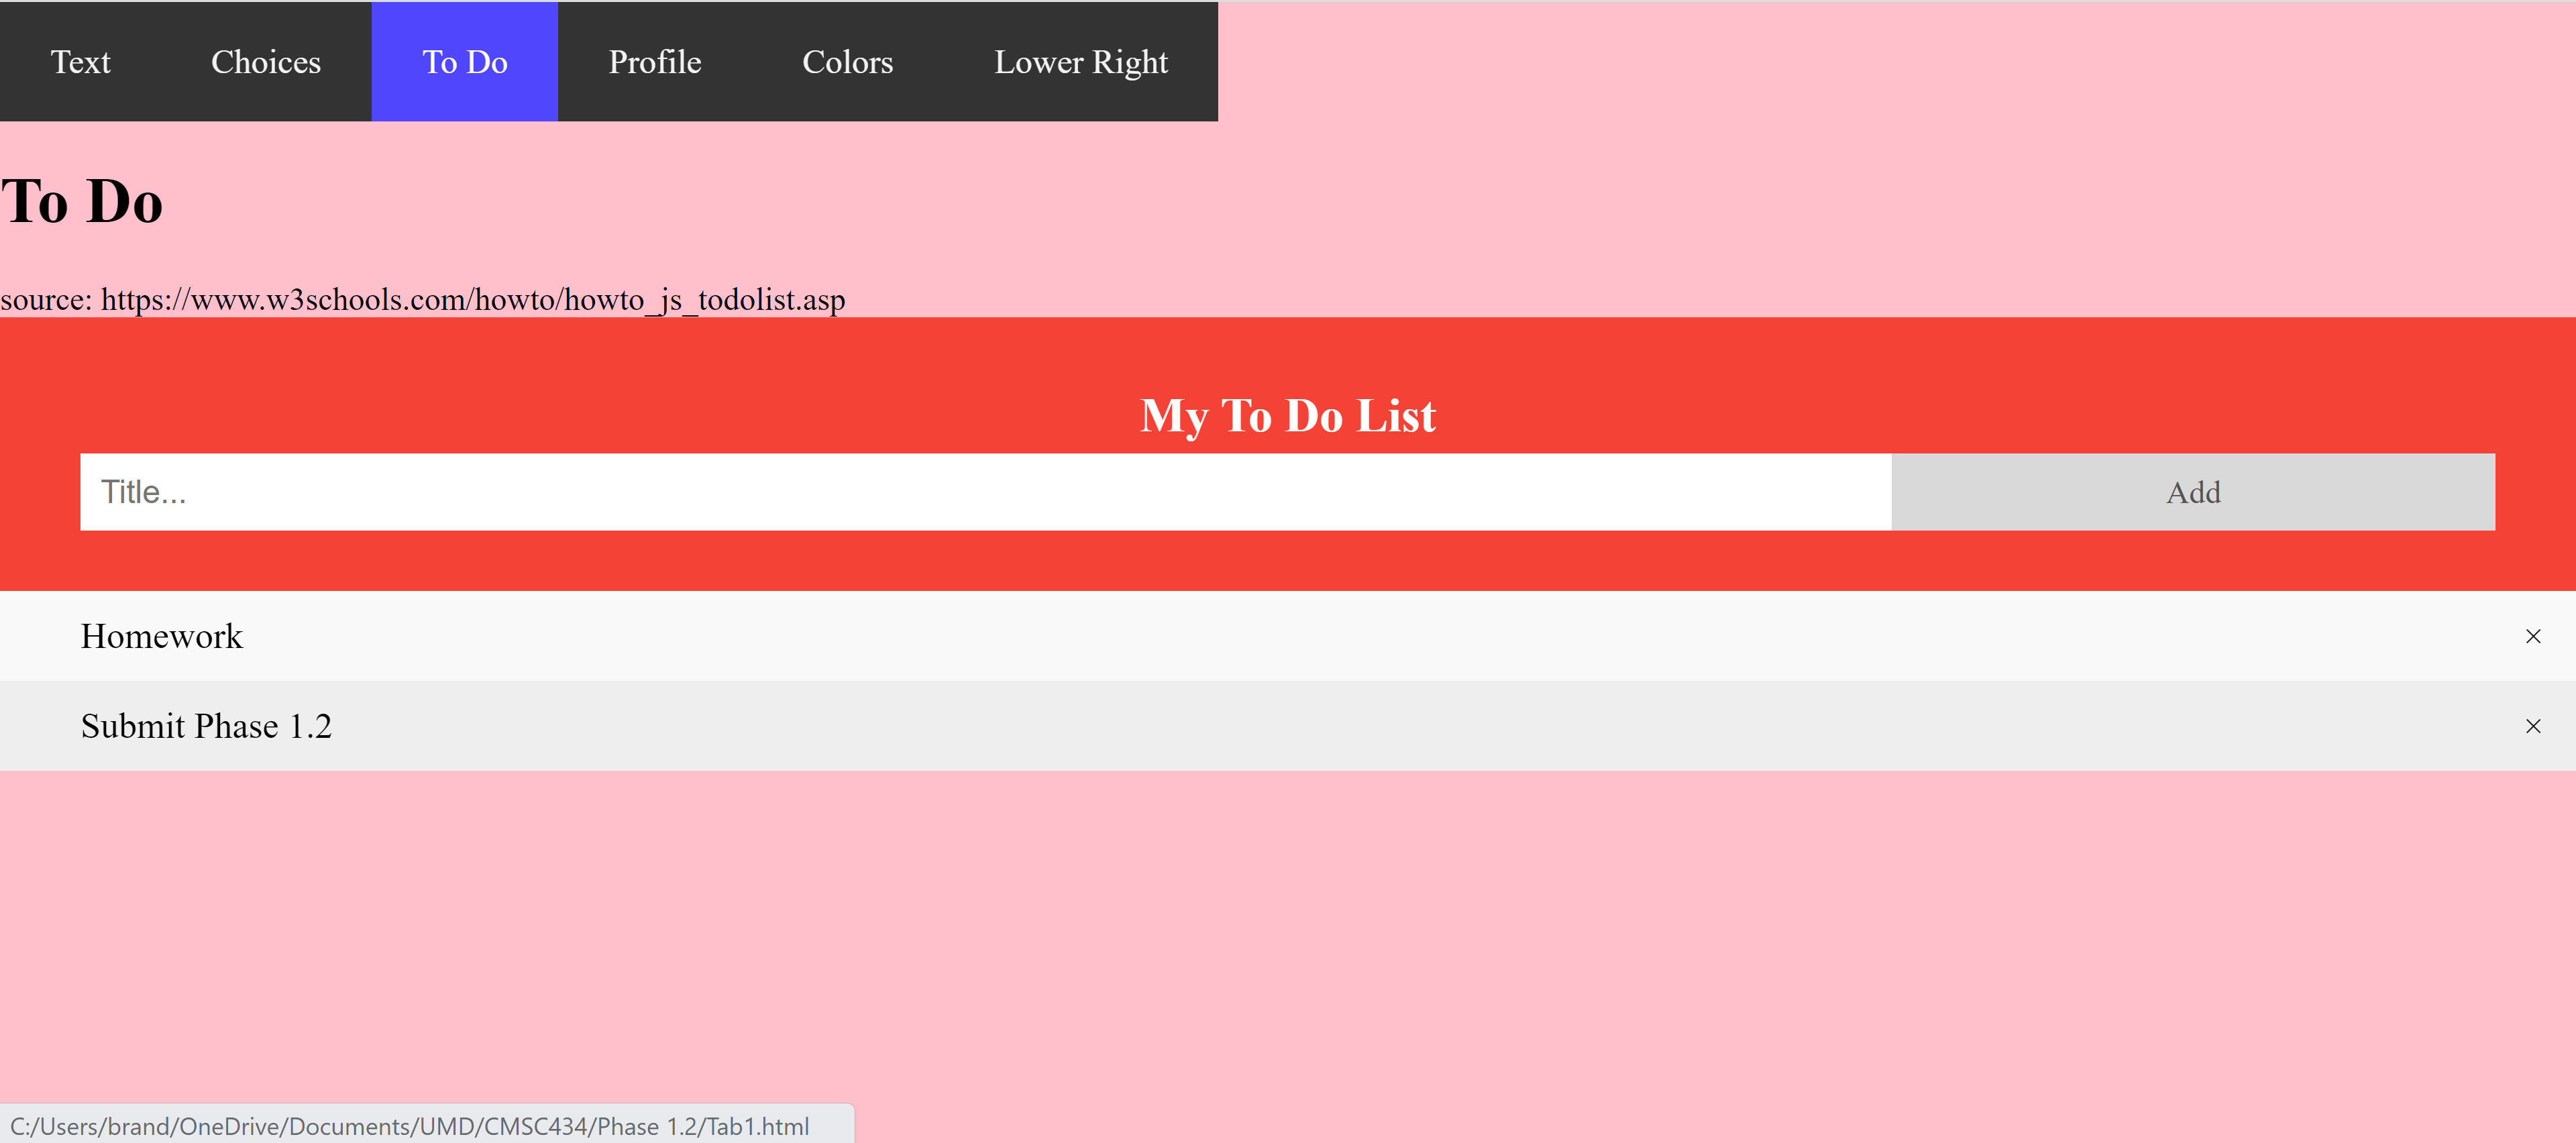 Text Choices To Do Profile Colors Lower Right
To Do
source: https://www.w3schools.com/howto/howto_js_todolist.asp
My To Do List
Title... Add
Homework ×
Submit Phase 1.2 ×
C:/Users/brand/OneDrive/Documents/UMD/CMSC434/Phase 1.2/Tab1.html